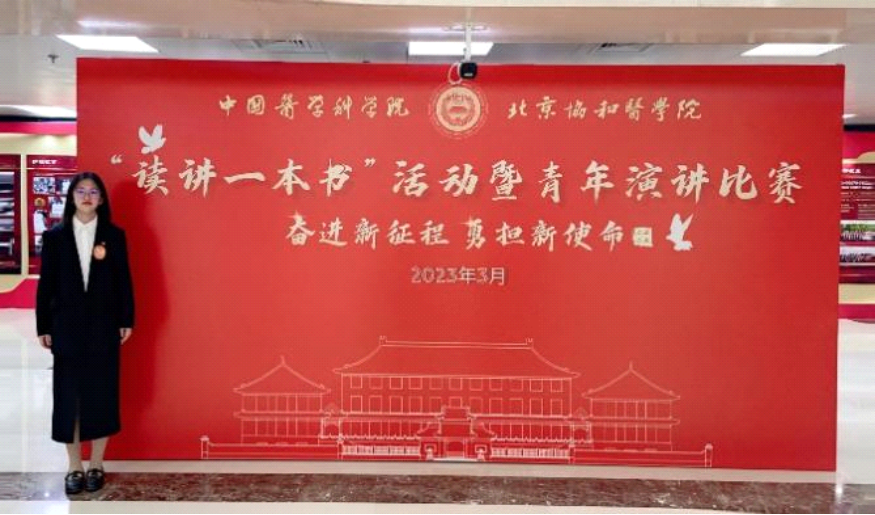 中国医学科学院 北京协和醫学院
“读讲一本书”活动暨青年演讲比赛
奋进新征程 勇担新使命
2023年3月